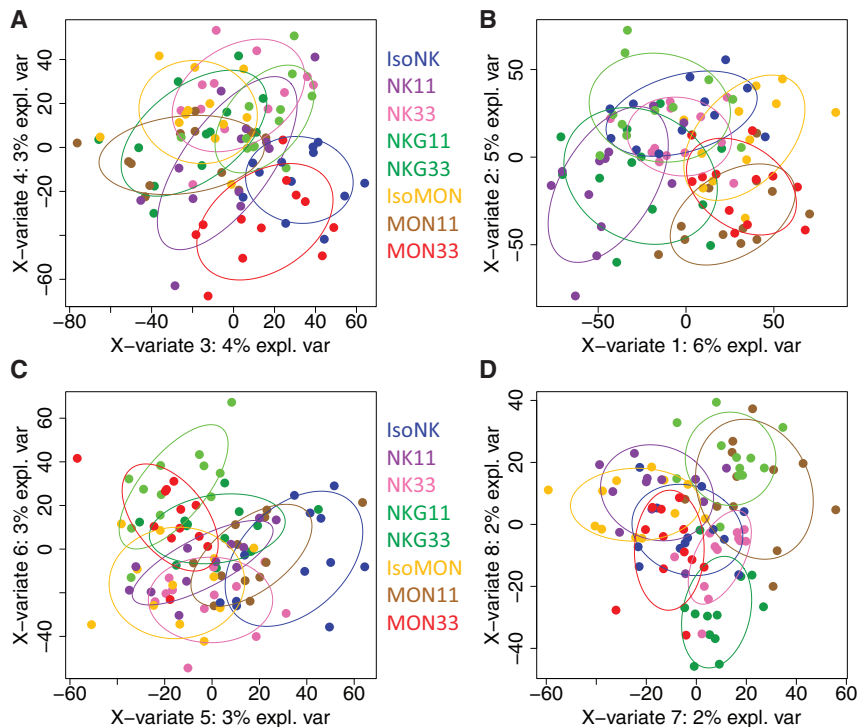 A
40
20
0
−20
−60
X−variate 4: 3% expl. var
−80
−40
0
20
40
60
X−variate 3: 4% expl. var
IsoNK
NK11
NK33
NKG11
NKG33
IsoMON
MON11
MON33
B
50
0
−50
X−variate 2: 5% expl. var
−50
0
50
X−variate 1: 6% expl. var
C
60
40
20
0
−40
X−variate 6: 3% expl. var
−60
−40
−20
0
20
40
60
X−variate 5: 3% expl. var
IsoNK
NK11
NK33
NKG11
NKG33
IsoMON
MON11
MON33
D
40
20
0
−20
−40
X−variate 8: 2% expl. var
−60
−40
−20
0
20
40
60
X−variate 7: 2% expl. var